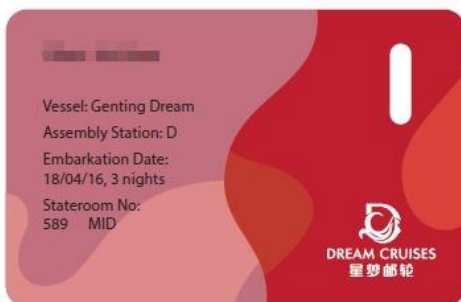 Vessel: Genting Dream
Assembly Station: D
Embarkation Date:
18/04/16, 3 nights
Stateroom No:
589 MID
DREAM CRUISES
星梦邮轮